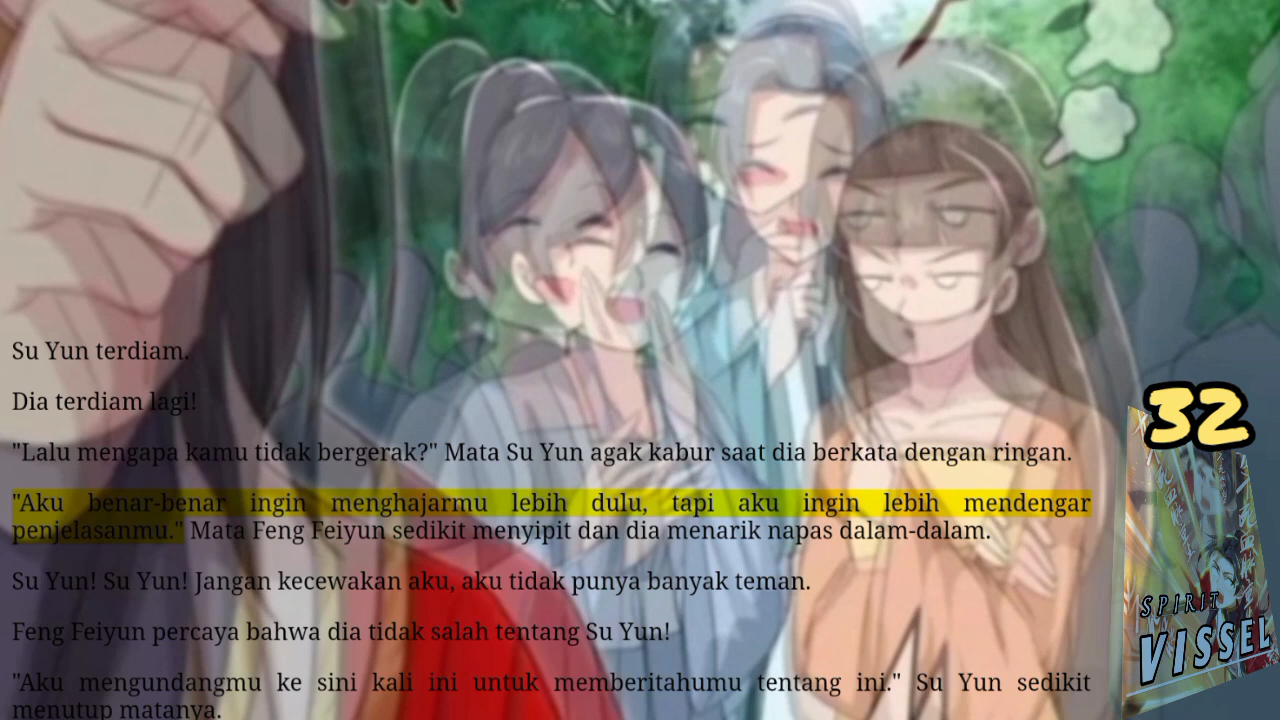 Su Yun terdiam.
Dia terdiam lagi!
"Lalu mengapa kamu tidak bergerak?" Mata Su Yun agak kabur saat dia berkata dengan ringan.
"Aku benar-benar ingin menghajarmu lebih dulu, tapi aku ingin lebih mendengar
penjelasanmu." Mata Feng Feiyun sedikit menyipit dan dia menarik napas dalam-dalam.
Su Yun! Su Yun! Jangan kecewakan aku, aku tidak punya banyak teman.
Feng Feiyun percaya bahwa dia tidak salah tentang Su Yun!
"Aku mengundangmu ke sini kali ini untuk memberitahumu tentang ini." Su Yun sedikit
menutup matanya.
32
SPIRIT
VISSEL